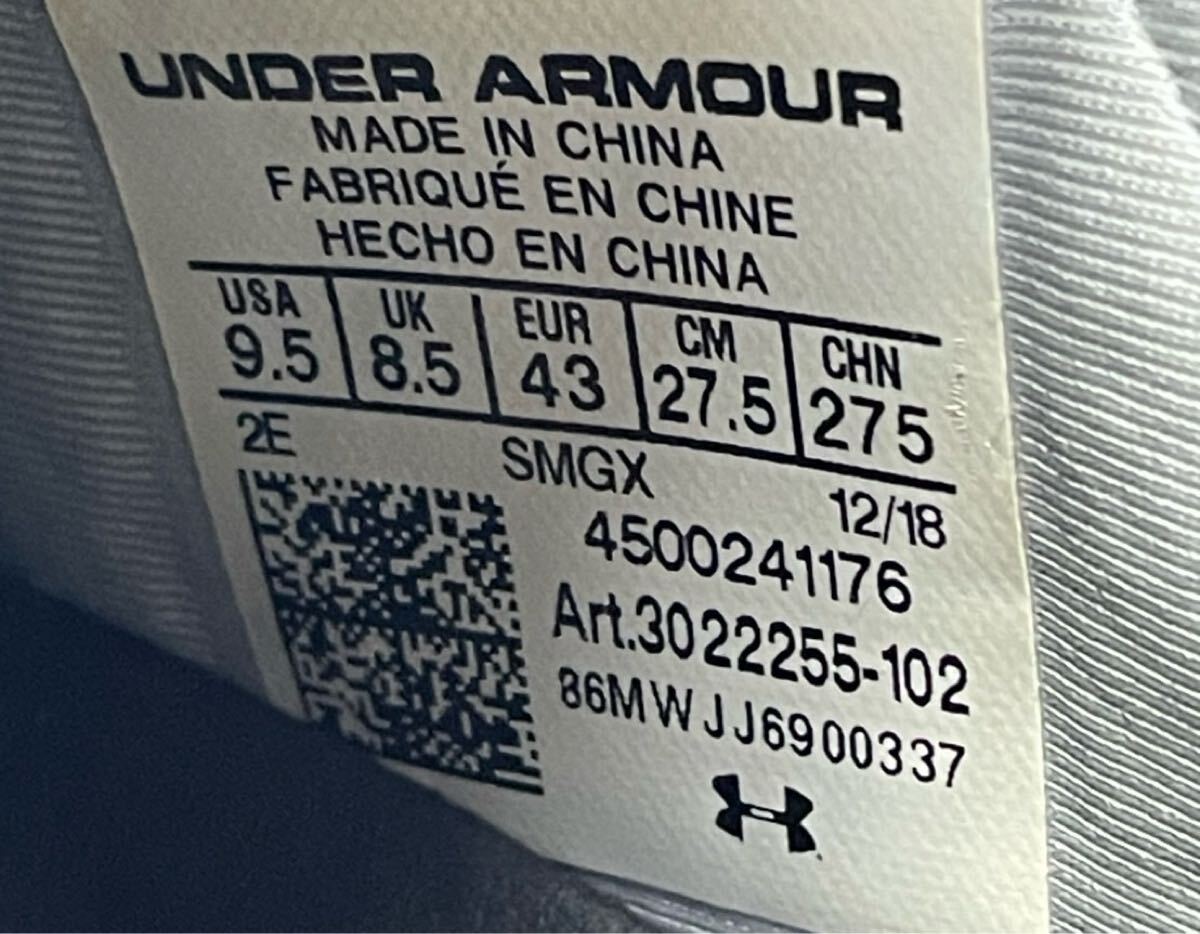 UNDER ARMOUR
MADE IN CHINA
FABRIQUÉ EN CHINE
HECHO EN CHINA
USA UK EUR CM CHN
9.5 8.5 43 27.5 275
2E SMGX 12/18
4500241176
Art.3022255-102
86MWJJ6900337